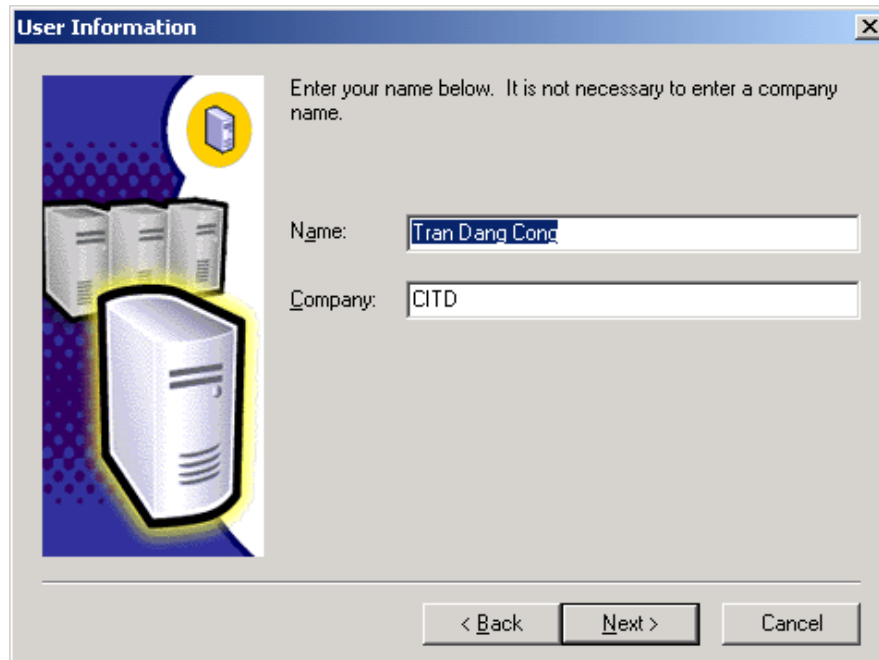 User Information
Enter your name below. It is not necessary to enter a company
name.
Name: Tran Dang Cong
Company: CITD
< Back Next > Cancel